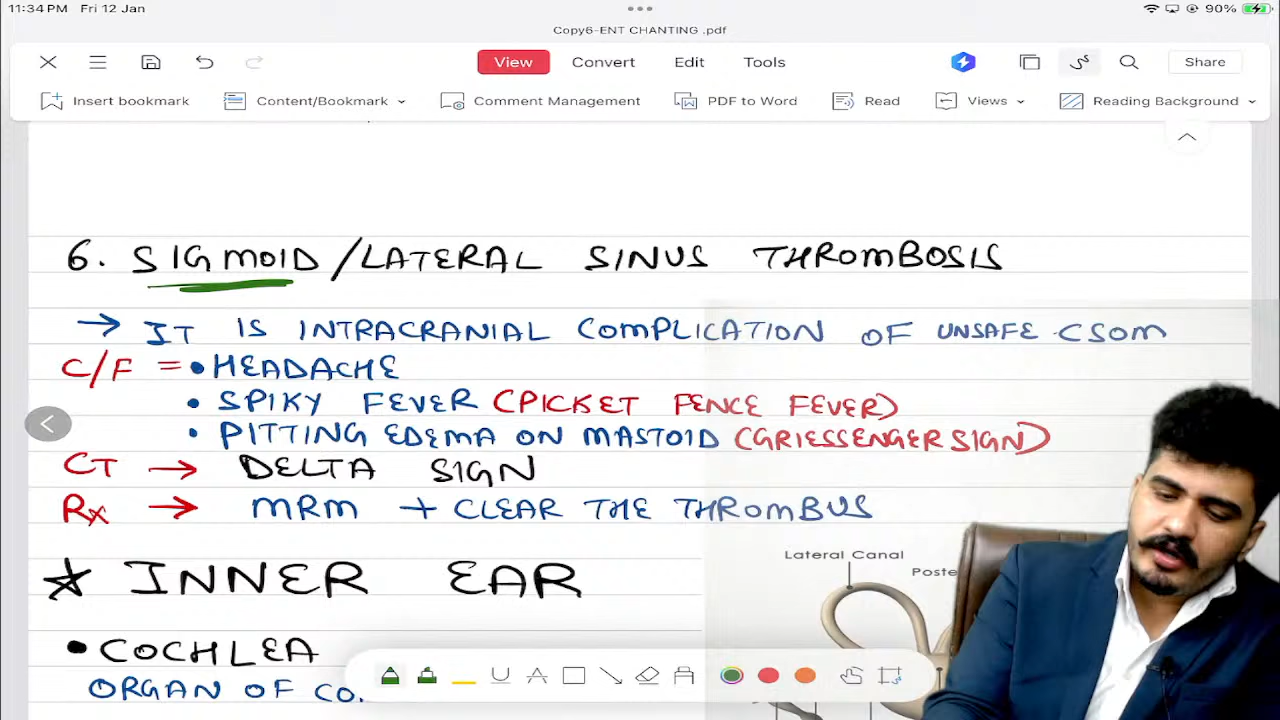 11:34 PM Fri 12 Jan 90%
Copy6-ENT CHANTING .pdf
View Convert Edit Tools Share
Insert bookmark Content/Bookmark Comment Management PDF to Word Read Views Reading Background
6. SIGMOID/LATERAL SINUS THROMBOSIS
→ IT IS INTRACRANIAL COMPLICATION OF UNSAFE CSOM
C/F = • HEADACHE
• SPIKY FEVER (PICKET FENCE FEVER)
• PITTING EDEMA ON MASTOID (GRIESSENGER SIGN)
CT → DELTA SIGN
Rx → MRM + CLEAR THE THROMBUS
Lateral Canal
Poste
☆ INNER EAR
• COCHLEA
ORGAN OF CO